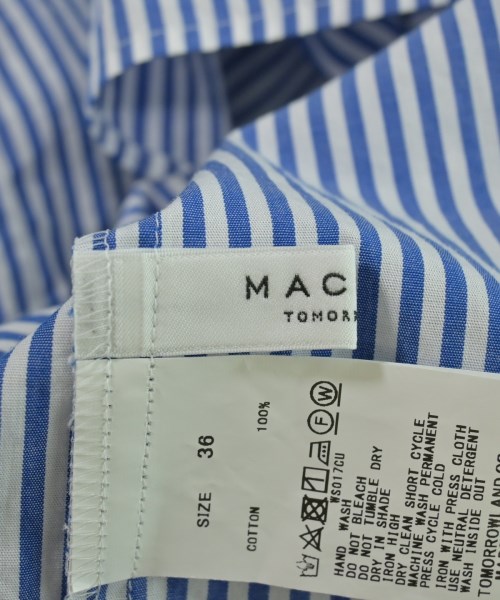 MAC
TOMORR
SIZE 36
COTTON 100%
WS017CU
HAND WASH
DO NOT BLEACH
DO NOT TUMBLE DRY
DRY IN SHADE
IRON HIGH
DRY CLEAN SHORT CYCLE
MACHINE WASH PERMANENT
PRESS CYCLE COLD
IRON WITH PRESS CLOTH
USE NEUTRAL DETERGENT
WASH INSIDE OUT
TOMORROWLAND